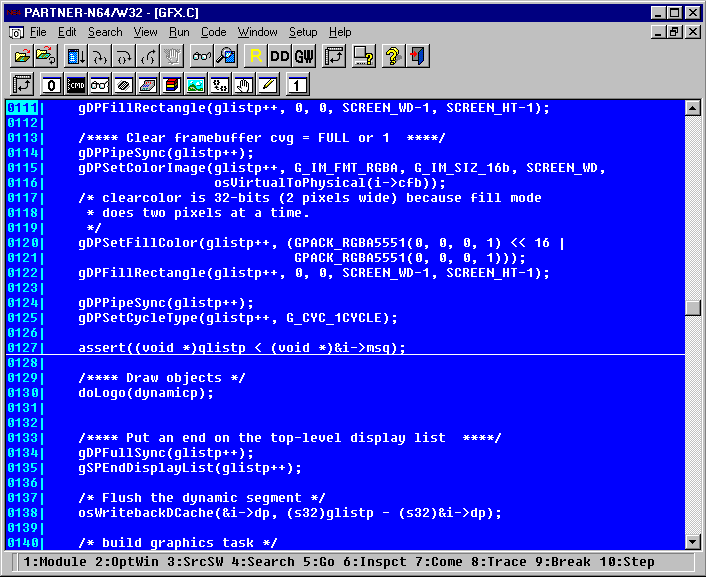 PARTNER-N64/W32 - [GFX.C]
File Edit Search View Run Code Window Setup Help
R DD GW
0 CMD 1
0111| gDPFillRectangle(glistp++, 0, 0, SCREEN_WD-1, SCREEN_HT-1);
0112|
0113| /**** Clear framebuffer cvg = FULL or 1 ****/
0114| gDPPipeSync(glistp++);
0115| gDPSetColorImage(glistp++, G_IM_FMT_RGBA, G_IM_SIZ_16b, SCREEN_WD,
0116| osVirtualToPhysical(i->cfb));
0117| /* clearcolor is 32-bits (2 pixels wide) because fill mode
0118| * does two pixels at a time.
0119| */
0120| gDPSetFillColor(glistp++, (GPACK_RGBA5551(0, 0, 0, 1) << 16 |
0121| GPACK_RGBA5551(0, 0, 0, 1)));
0122| gDPFillRectangle(glistp++, 0, 0, SCREEN_WD-1, SCREEN_HT-1);
0123|
0124| gDPPipeSync(glistp++);
0125| gDPSetCycleType(glistp++, G_CYC_1CYCLE);
0126|
0127| assert((void *)glistp < (void *)&i->msg);
0128|
0129| /**** Draw objects */
0130| doLogo(dynamicp);
0131|
0132|
0133| /**** Put an end on the top-level display list ****/
0134| gDPFullSync(glistp++);
0135| gSPEndDisplayList(glistp++);
0136|
0137| /* Flush the dynamic segment */
0138| osWritebackDCache(&i->dp, (s32)glistp - (s32)&i->dp);
0139|
0140| /* build graphics task */
1:Module 2:OptWin 3:SrcSW 4:Search 5:Go 6:Inspct 7:Come 8:Trace 9:Break 10:Step